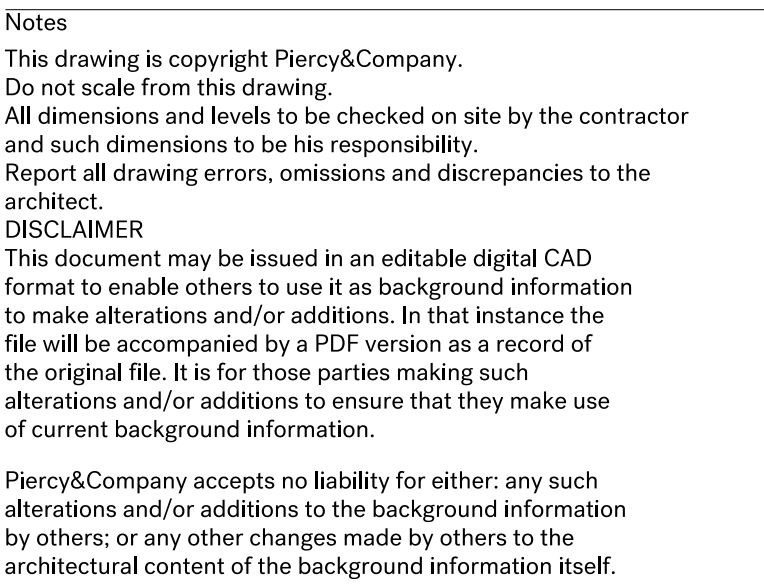 Notes
This drawing is copyright Piercy&Company.
Do not scale from this drawing.
All dimensions and levels to be checked on site by the contractor
and such dimensions to be his responsibility.
Report all drawing errors, omissions and discrepancies to the
architect.
DISCLAIMER
This document may be issued in an editable digital CAD
format to enable others to use it as background information
to make alterations and/or additions. In that instance the
file will be accompanied by a PDF version as a record of
the original file. It is for those parties making such
alterations and/or additions to ensure that they make use
of current background information.
Piercy&Company accepts no liability for either: any such
alterations and/or additions to the background information
by others; or any other changes made by others to the
architectural content of the background information itself.